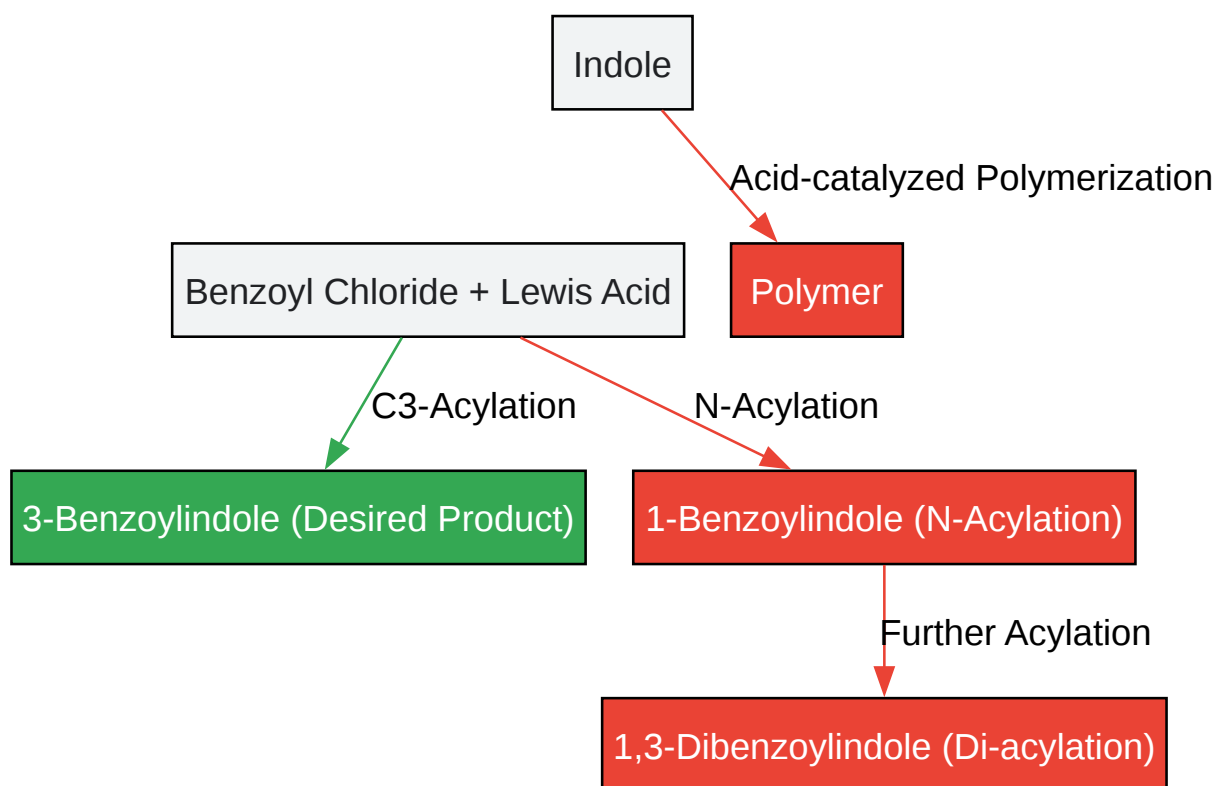 Indole
Acid-catalyzed Polymerization
Benzoyl Chloride + Lewis Acid
Polymer
C3-Acylation
N-Acylation
3-Benzoylindole (Desired Product)
1-Benzoylindole (N-Acylation)
Further Acylation
1,3-Dibenzoylindole (Di-acylation)